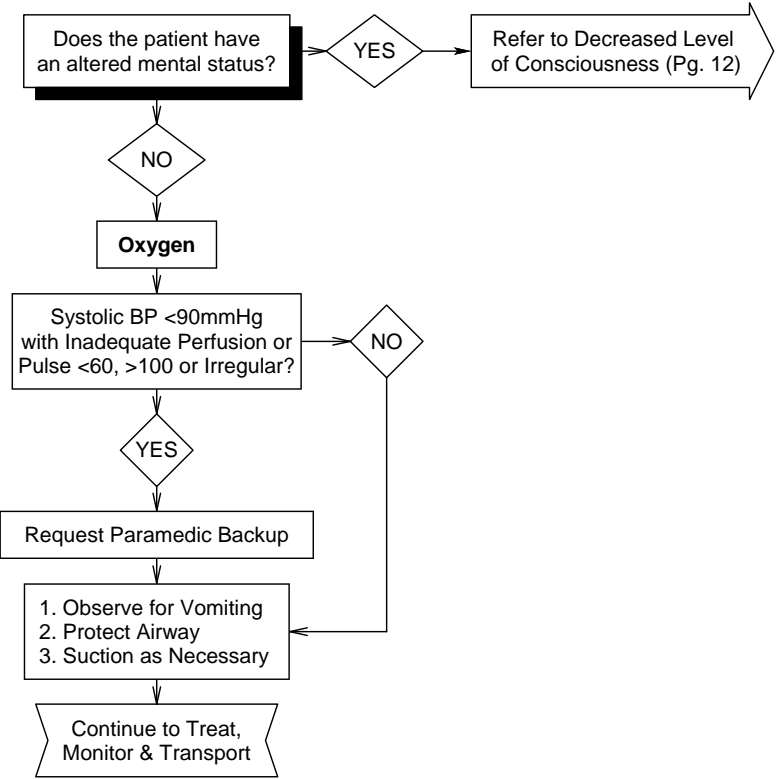 Does the patient have
an altered mental status?
YES
Refer to Decreased Level
of Consciousness (Pg. 12)
NO
Oxygen
Systolic BP <90mmHg
with Inadequate Perfusion or
Pulse <60, >100 or Irregular?
NO
YES
Request Paramedic Backup
1. Observe for Vomiting
2. Protect Airway
3. Suction as Necessary
Continue to Treat,
Monitor & Transport